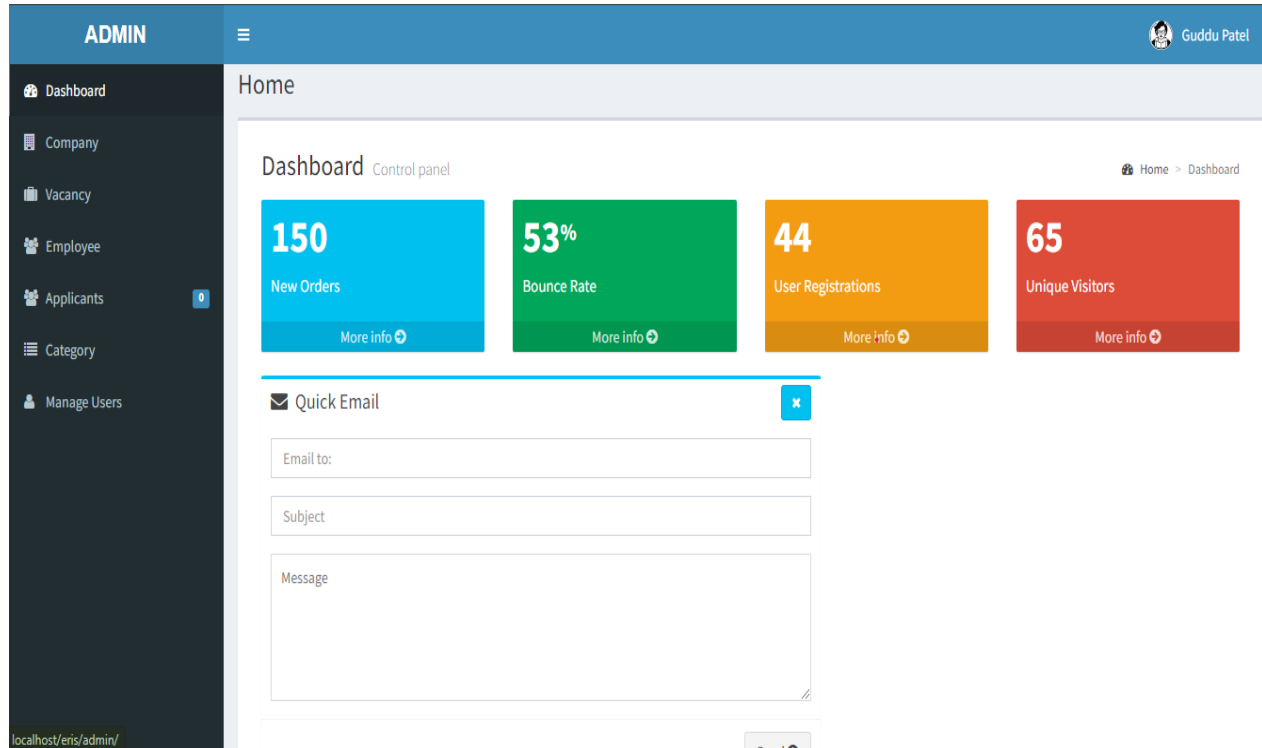 ADMIN
Guddu Patel
Dashboard
Company
Vacancy
Employee
Applicants 0
Category
Manage Users
Home
Dashboard Control panel
Home > Dashboard
150
New Orders
More info
53%
Bounce Rate
More info
44
User Registrations
More info
65
Unique Visitors
More info
Quick Email
Email to:
Subject
Message
localhost/eris/admin/